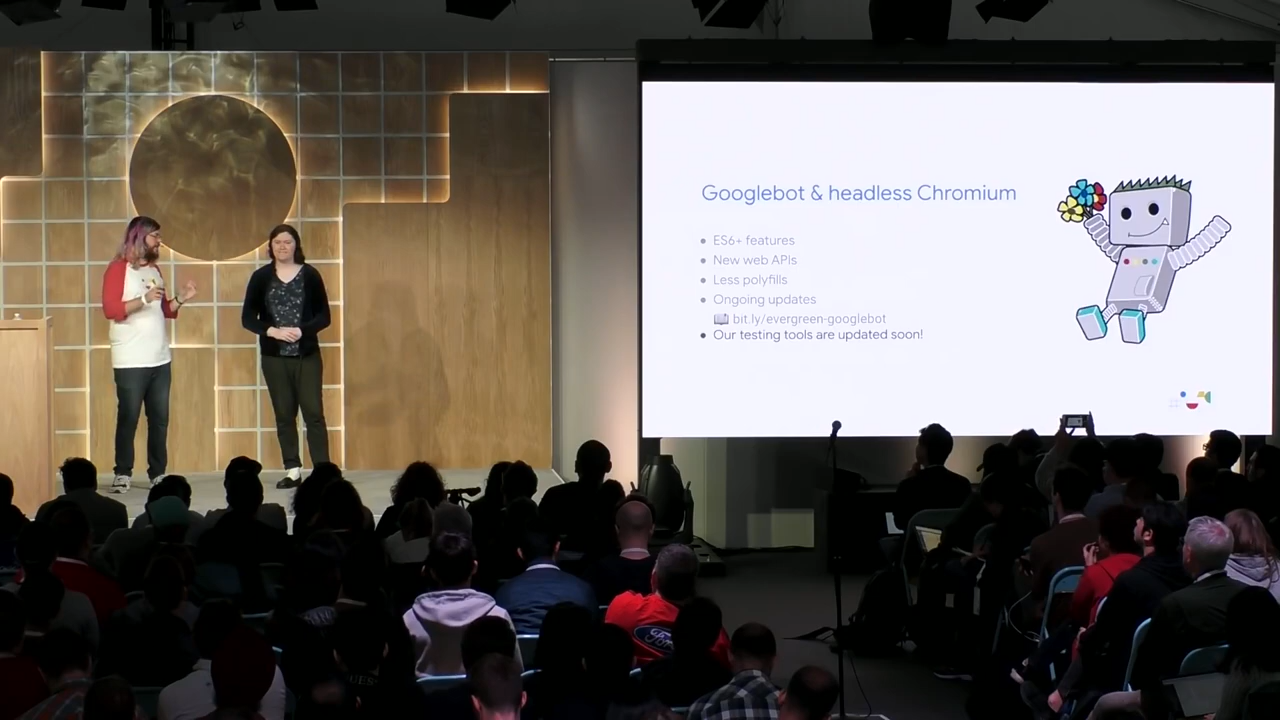 Googlebot & headless Chromium
● ES6+ features
● New web APIs
● Less polyfills
● Ongoing updates
📖 bit.ly/evergreen-googlebot
● Our testing tools are updated soon!
Ford